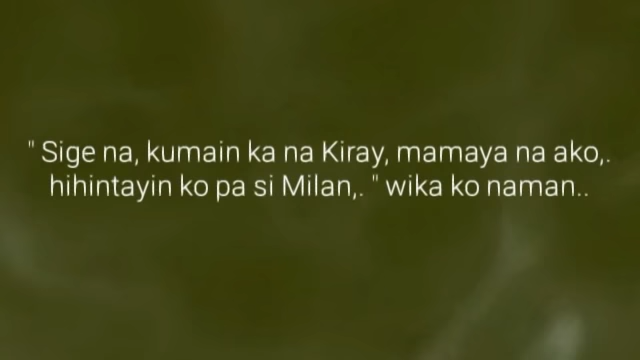 " Sige na, kumain ka na Kiray, mamaya na ako,.
hihintayin ko pa si Milan,. " wika ko naman..